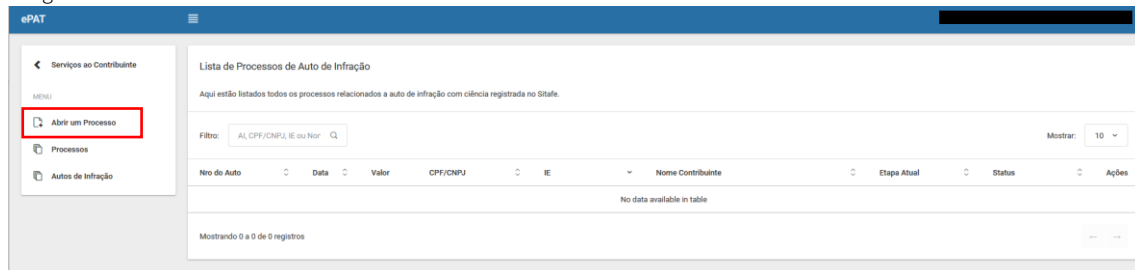 ePAT
Serviços ao Contribuinte
MENU
Abrir um Processo
Processos
Autos de Infração
Lista de Processos de Auto de Infração
Aqui estão listados todos os processos relacionados a auto de infração com ciência registrada no Sitafe.
Filtro: AI, CPF/CNPJ, IE ou Nor
Mostrar: 10
Nro do Auto Data Valor CPF/CNPJ IE Nome Contribuinte Etapa Atual Status Ações
No data available in table
Mostrando 0 a 0 de 0 registros